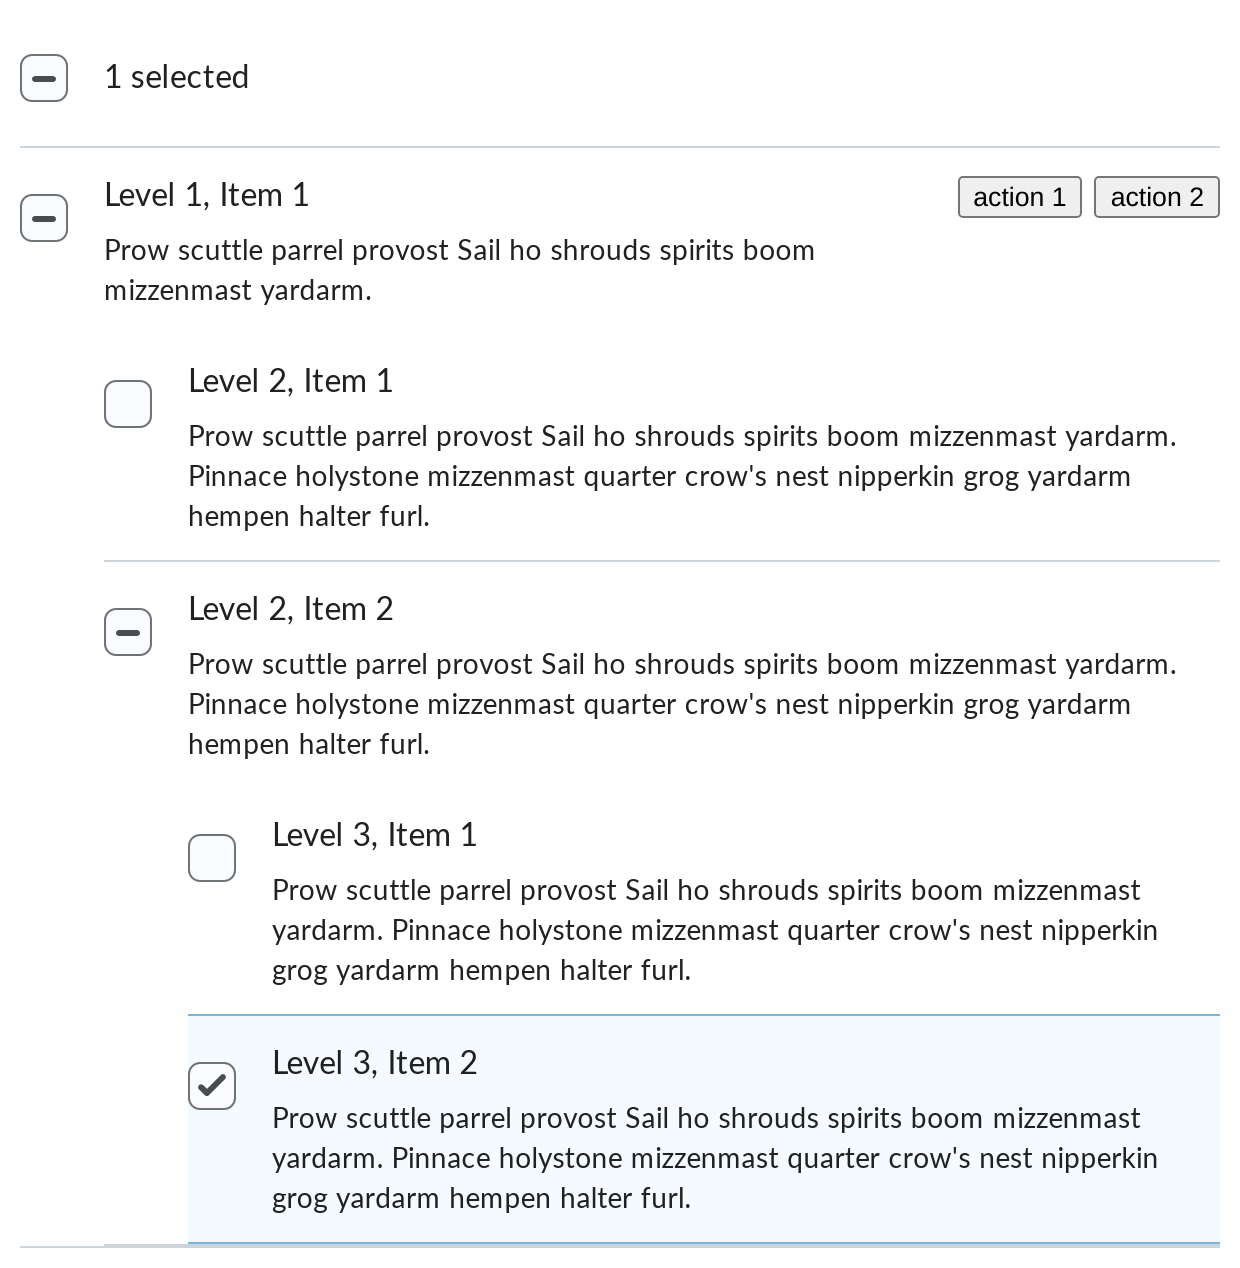 1 selected
Level 1, Item 1
action 1
action 2
Prow scuttle parrel provost Sail ho shrouds spirits boom
mizzenmast yardarm.
Level 2, Item 1
Prow scuttle parrel provost Sail ho shrouds spirits boom mizzenmast yardarm.
Pinnace holystone mizzenmast quarter crow's nest nipperkin grog yardarm
hempen halter furl.
Level 2, Item 2
Prow scuttle parrel provost Sail ho shrouds spirits boom mizzenmast yardarm.
Pinnace holystone mizzenmast quarter crow's nest nipperkin grog yardarm
hempen halter furl.
Level 3, Item 1
Prow scuttle parrel provost Sail ho shrouds spirits boom mizzenmast
yardarm. Pinnace holystone mizzenmast quarter crow's nest nipperkin
grog yardarm hempen halter furl.
Level 3, Item 2
Prow scuttle parrel provost Sail ho shrouds spirits boom mizzenmast
yardarm. Pinnace holystone mizzenmast quarter crow's nest nipperkin
grog yardarm hempen halter furl.